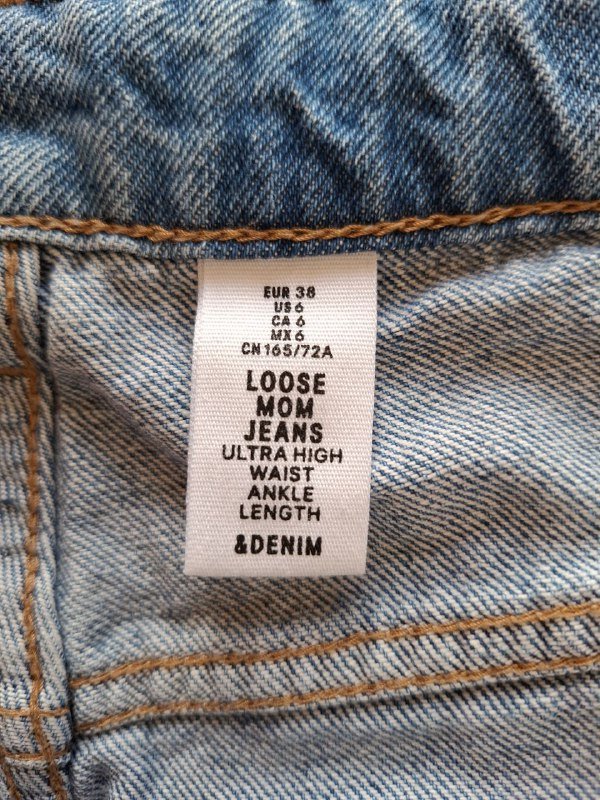 EUR 38
US 6
CA 6
MX 6
CN 165/72A
LOOSE
MOM
JEANS
ULTRA HIGH
WAIST
ANKLE
LENGTH
&DENIM